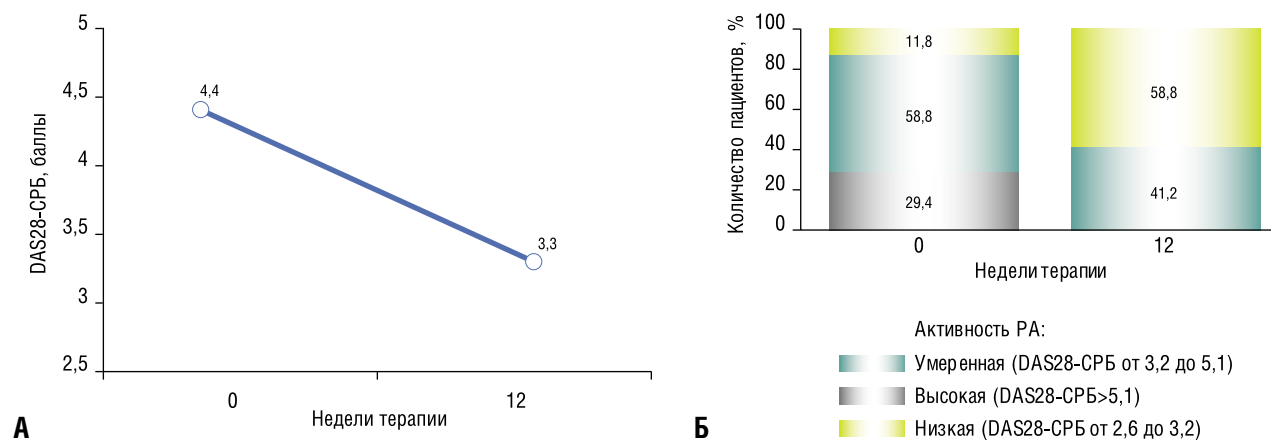 5
4,5
4
3,5
3
2,5
DAS28-СРБ, баллы
4,4
3,3
0
12
Недели терапии
А
100
80
60
40
20
0
Количество пациентов, %
11,8
58,8
29,4
58,8
41,2
0
12
Недели терапии
Активность РА:
Умеренная (DAS28-СРБ от 3,2 до 5,1)
Высокая (DAS28-СРБ>5,1)
Низкая (DAS28-СРБ от 2,6 до 3,2)
Б